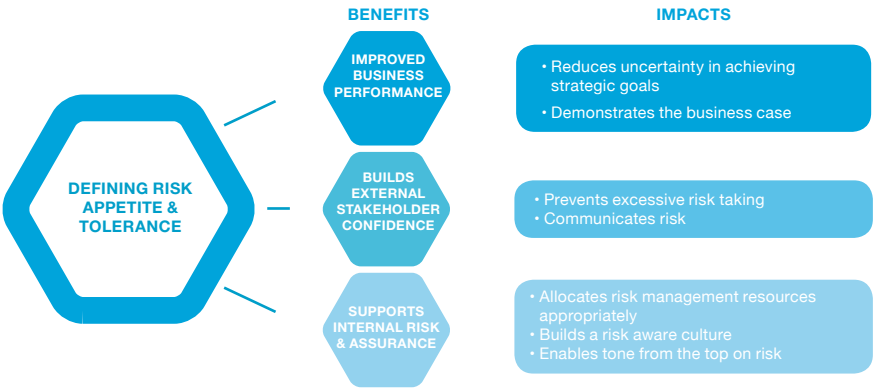 BENEFITS
IMPACTS
DEFINING RISK
APPETITE &
TOLERANCE
IMPROVED
BUSINESS
PERFORMANCE
• Reduces uncertainty in achieving
strategic goals
• Demonstrates the business case
BUILDS
EXTERNAL
STAKEHOLDER
CONFIDENCE
• Prevents excessive risk taking
• Communicates risk
SUPPORTS
INTERNAL RISK
& ASSURANCE
• Allocates risk management resources
appropriately
• Builds a risk aware culture
• Enables tone from the top on risk